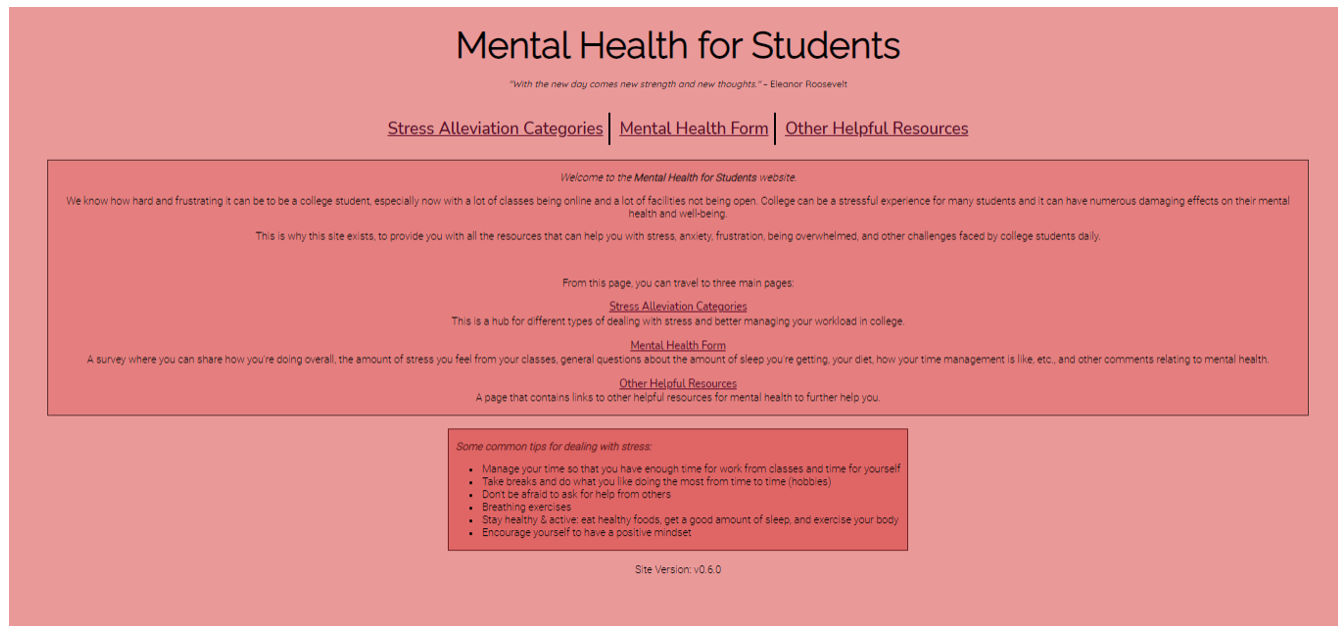 Mental Health for Students
"With the new day comes new strength and new thoughts." – Eleanor Roosevelt
Stress Alleviation Categories | Mental Health Form | Other Helpful Resources
Welcome to the Mental Health for Students website.
We know how hard and frustrating it can be to be a college student, especially now with a lot of classes being online and a lot of facilities not being open. College can be a stressful experience for many students and it can have numerous damaging effects on their mental
health and well-being.
This is why this site exists, to provide you with all the resources that can help you with stress, anxiety, frustration, being overwhelmed, and other challenges faced by college students daily.
From this page, you can travel to three main pages:
Stress Alleviation Categories
This is a hub for different types of dealing with stress and better managing your workload in college.
Mental Health Form
A survey where you can share how you're doing overall, the amount of stress you feel from your classes, general questions about the amount of sleep you're getting, your diet, how your time management is like, etc., and other comments relating to mental health.
Other Helpful Resources
A page that contains links to other helpful resources for mental health to further help you.
Some common tips for dealing with stress:
• Manage your time so that you have enough time for work from classes and time for yourself
• Take breaks and do what you like doing the most from time to time (hobbies)
• Don't be afraid to ask for help from others
• Breathing exercises
• Stay healthy & active: eat healthy foods, get a good amount of sleep, and exercise your body
• Encourage yourself to have a positive mindset
Site Version: v0.6.0